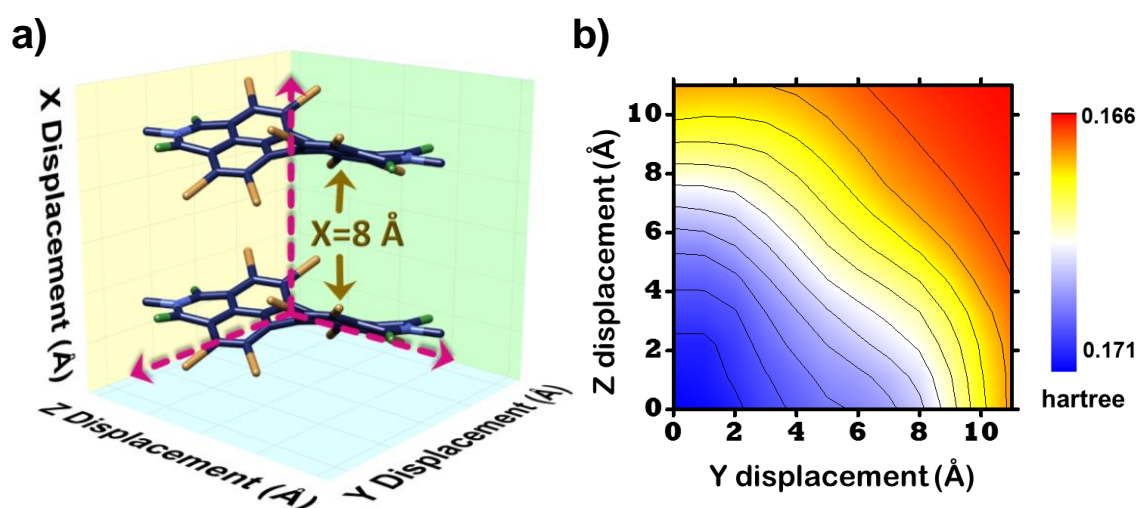 a)
X Displacement (Å)
X=8 Å
Z Displacement (Å)
Y Displacement (Å)
b)
Z displacement (Å)
10
8
6
4
2
0
0 2 4 6 8 10
Y displacement (Å)
0.166
0.171
hartree